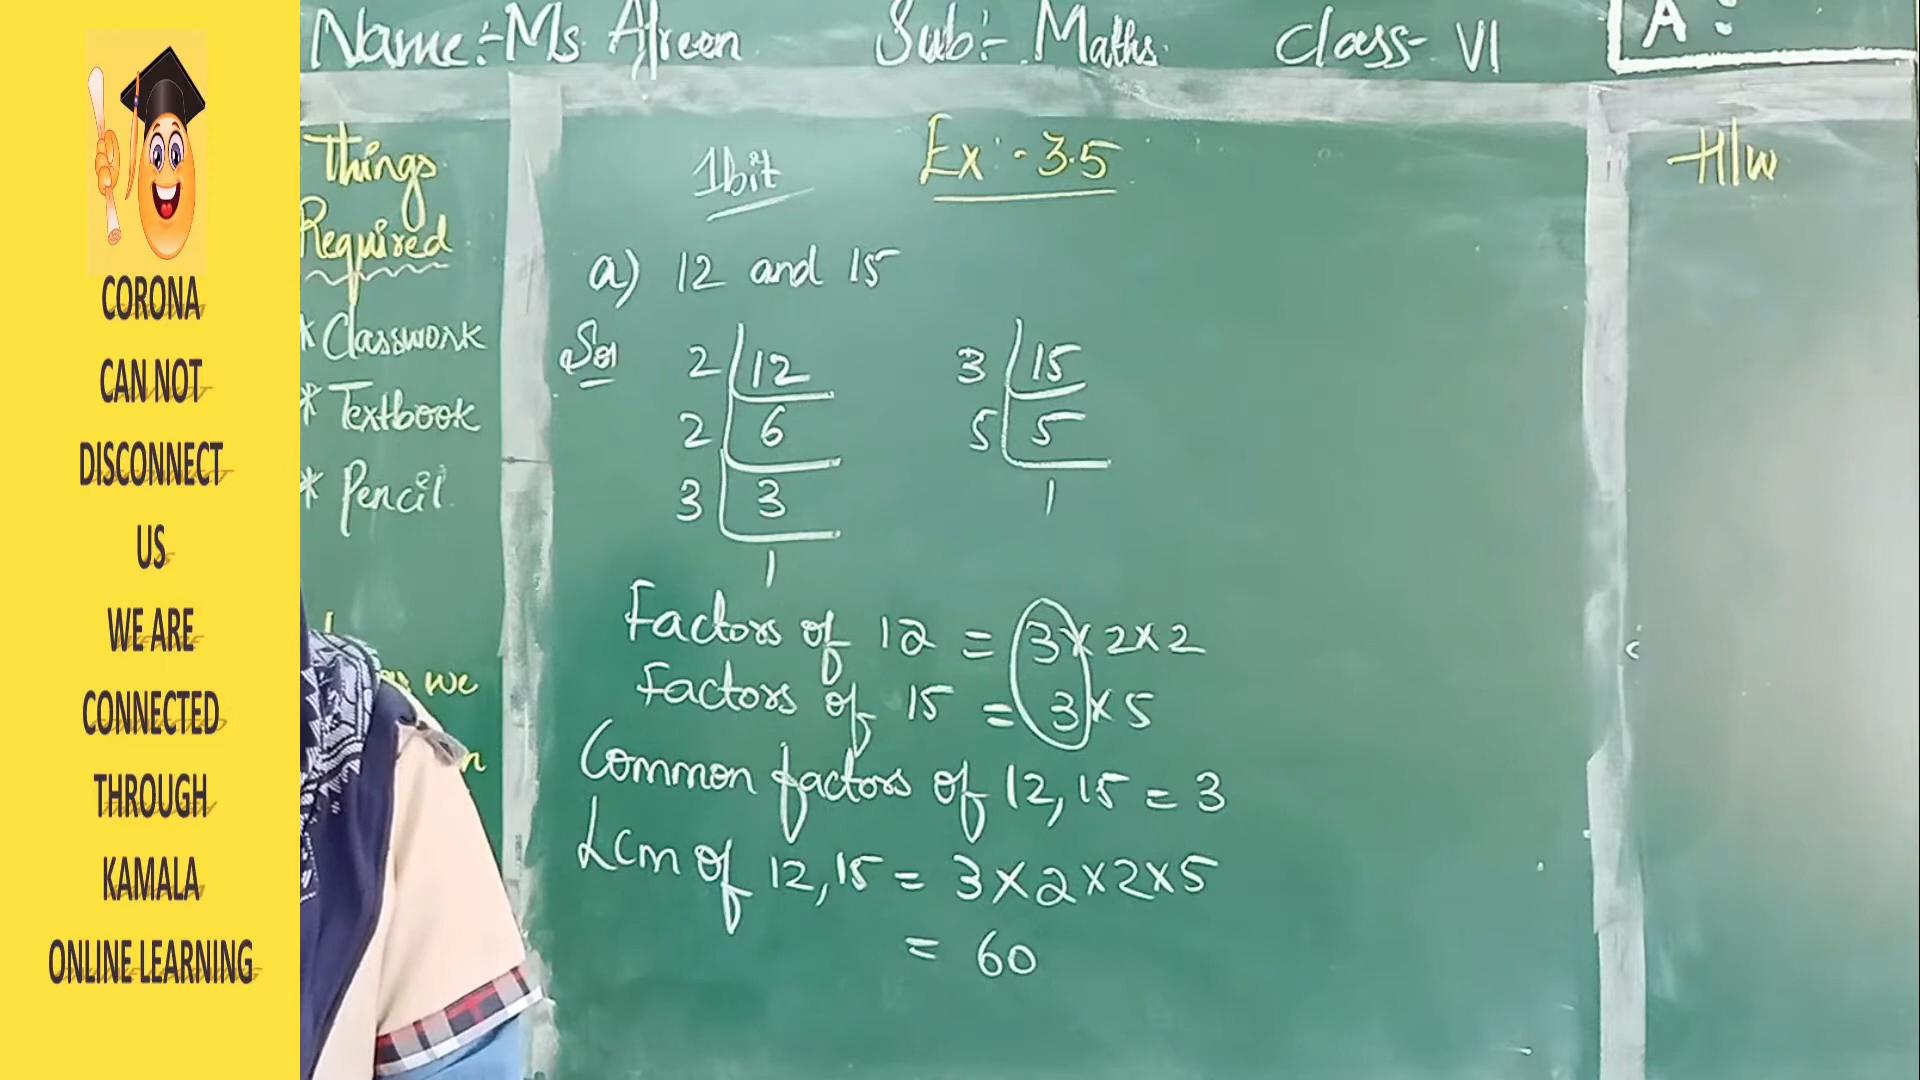 CORONA
CAN NOT
DISCONNECT
US
WE ARE
CONNECTED
THROUGH
KAMALA
ONLINE LEARNING
Name:-Ms Afreen Sub:- Maths. Class- VI
A :
Things
Required
* Classwork
* Textbook
* Pencil.
we
1bit Ex:-3.5
a) 12 and 15
Sol
2 12
2 6
3 3
1
3 15
5 5
1
Factors of 12 = 3×2×2
Factors of 15 = 3×5
Common factors of 12,15 = 3
Lcm of 12,15 = 3×2×2×5
= 60
H/w